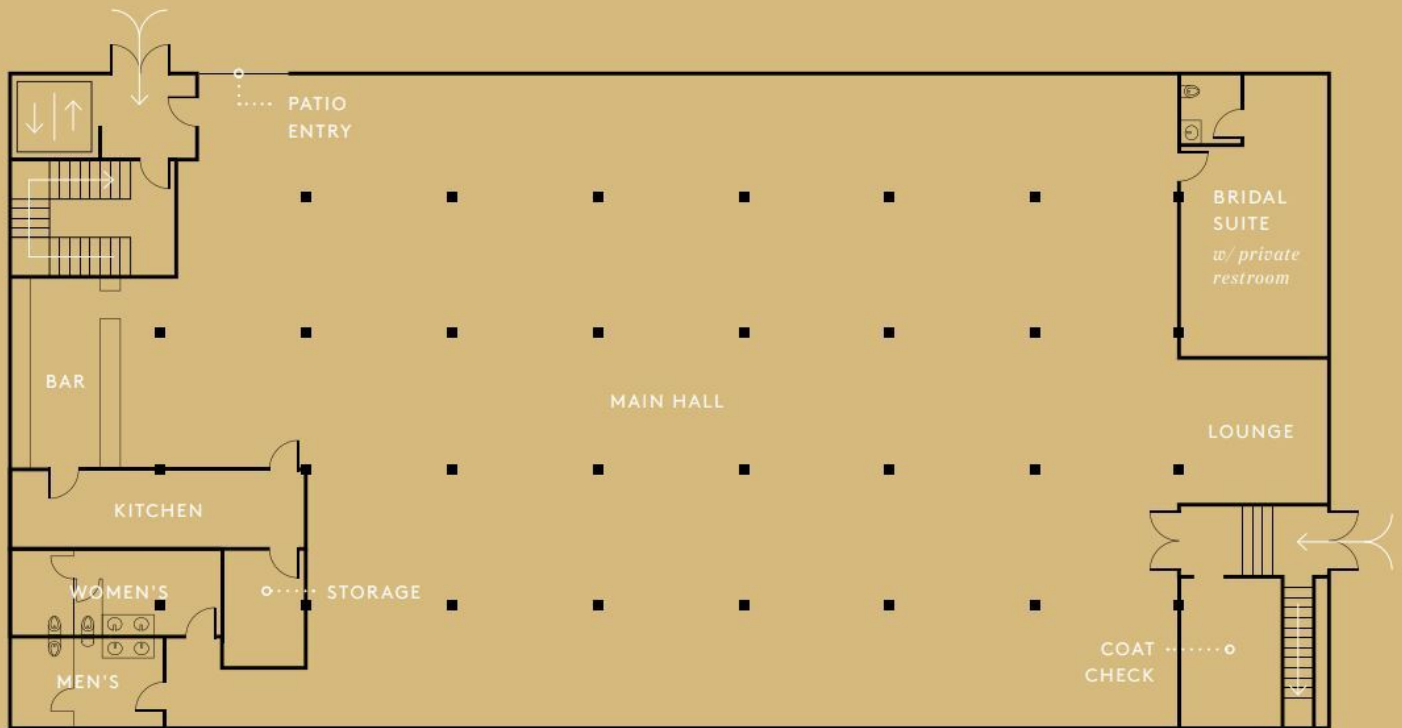 PATIO
ENTRY
BRIDAL
SUITE
w/ private
restroom
BAR
MAIN HALL
LOUNGE
KITCHEN
WOMEN'S
STORAGE
COAT
CHECK
MEN'S